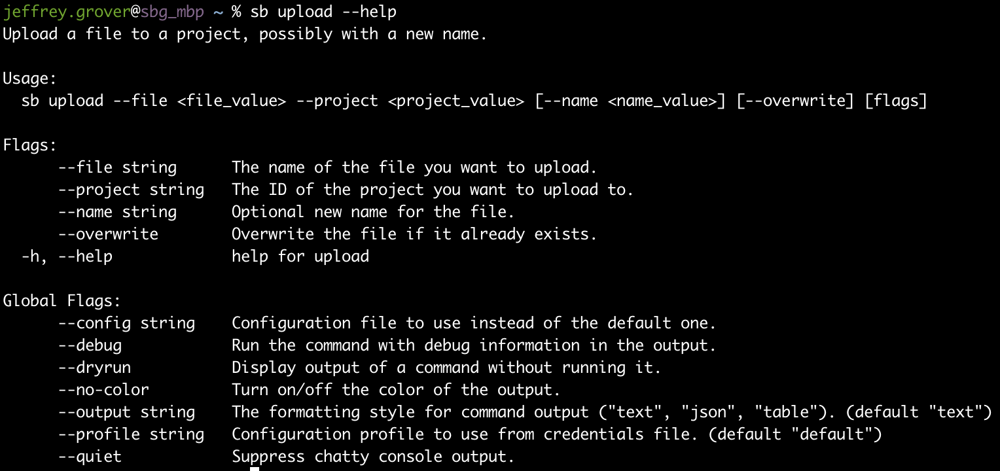 jeffrey.grover@sbg_mbp ~ % sb upload --help
Upload a file to a project, possibly with a new name.

Usage:
  sb upload --file <file_value> --project <project_value> [--name <name_value>] [--overwrite] [flags]

Flags:
      --file string      The name of the file you want to upload.
      --project string   The ID of the project you want to upload to.
      --name string      Optional new name for the file.
      --overwrite        Overwrite the file if it already exists.
  -h, --help             help for upload

Global Flags:
      --config string    Configuration file to use instead of the default one.
      --debug            Run the command with debug information in the output.
      --dryrun           Display output of a command without running it.
      --no-color         Turn on/off the color of the output.
      --output string    The formatting style for command output ("text", "json", "table"). (default "text")
      --profile string   Configuration profile to use from credentials file. (default "default")
      --quiet            Suppress chatty console output.